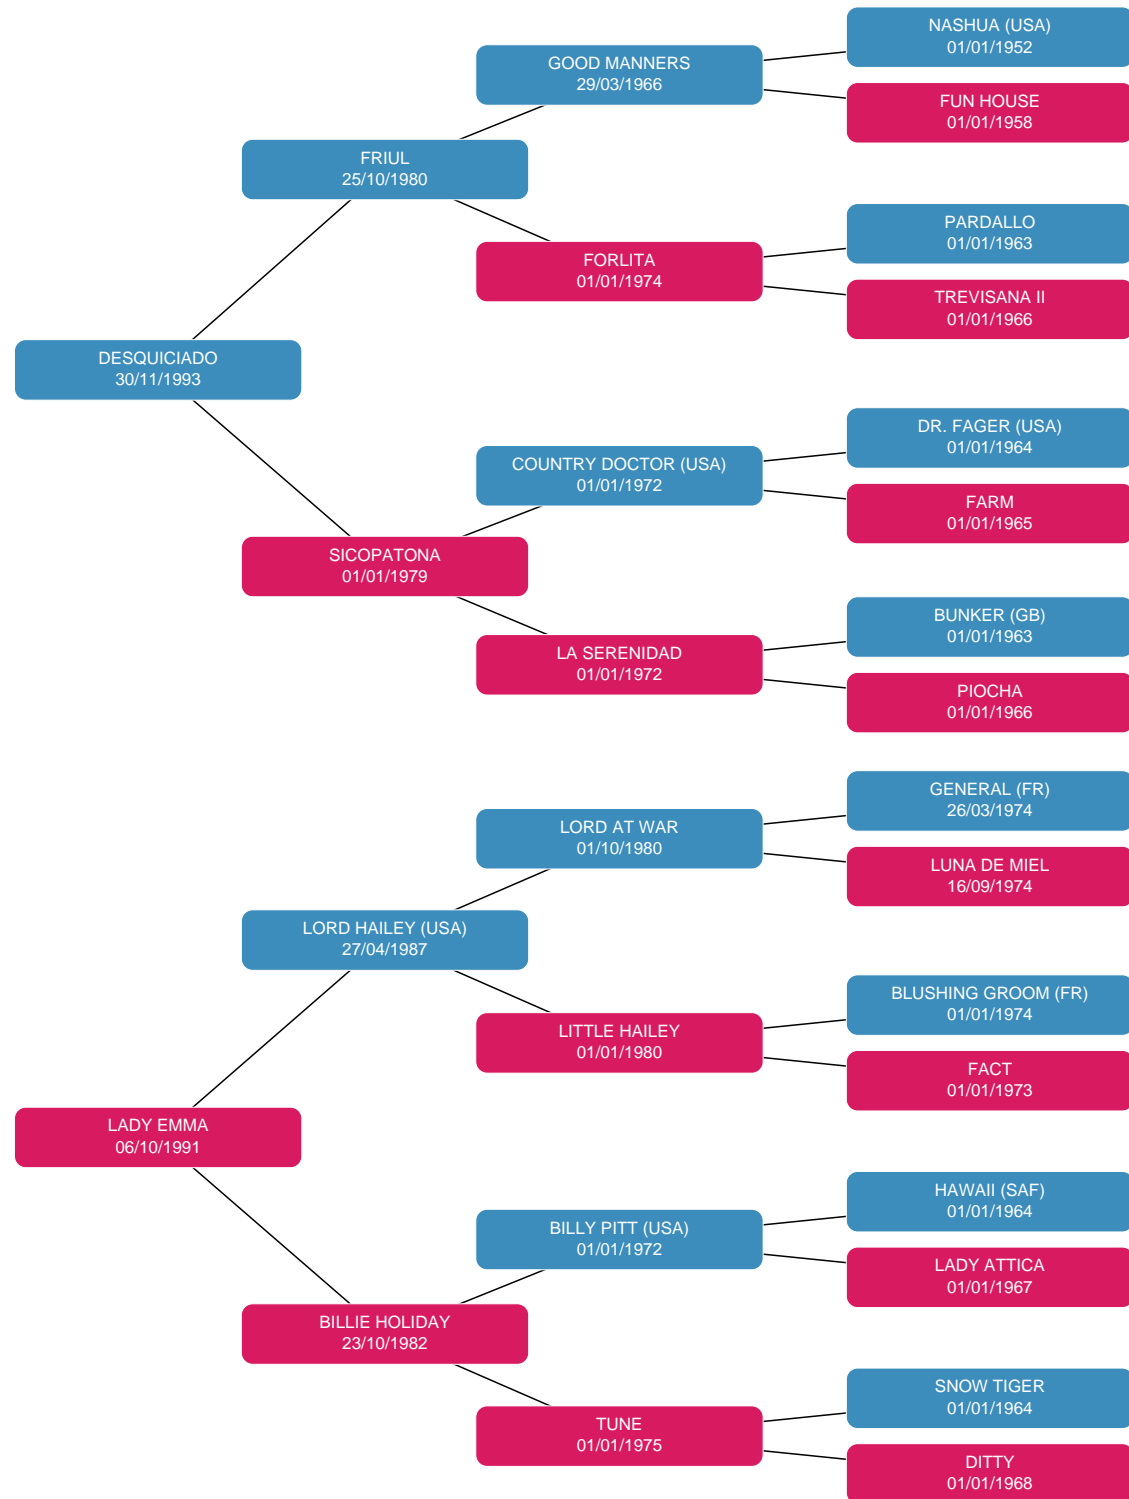 NASHUA (USA)
01/01/1952
GOOD MANNERS
29/03/1966
FUN HOUSE
01/01/1958
FRIUL
25/10/1980
PARDALLO
01/01/1963
FORLITA
01/01/1974
TREVISANA II
01/01/1966
DESQUICIADO
30/11/1993
DR. FAGER (USA)
01/01/1964
COUNTRY DOCTOR (USA)
01/01/1972
FARM
01/01/1965
SICOPATONA
01/01/1979
BUNKER (GB)
01/01/1963
LA SERENIDAD
01/01/1972
PIOCHA
01/01/1966
GENERAL (FR)
26/03/1974
LORD AT WAR
01/10/1980
LUNA DE MIEL
16/09/1974
LORD HAILEY (USA)
27/04/1987
BLUSHING GROOM (FR)
01/01/1974
LITTLE HAILEY
01/01/1980
FACT
01/01/1973
LADY EMMA
06/10/1991
HAWAII (SAF)
01/01/1964
BILLY PITT (USA)
01/01/1972
LADY ATTICA
01/01/1967
BILLIE HOLIDAY
23/10/1982
SNOW TIGER
01/01/1964
TUNE
01/01/1975
DITTY
01/01/1968